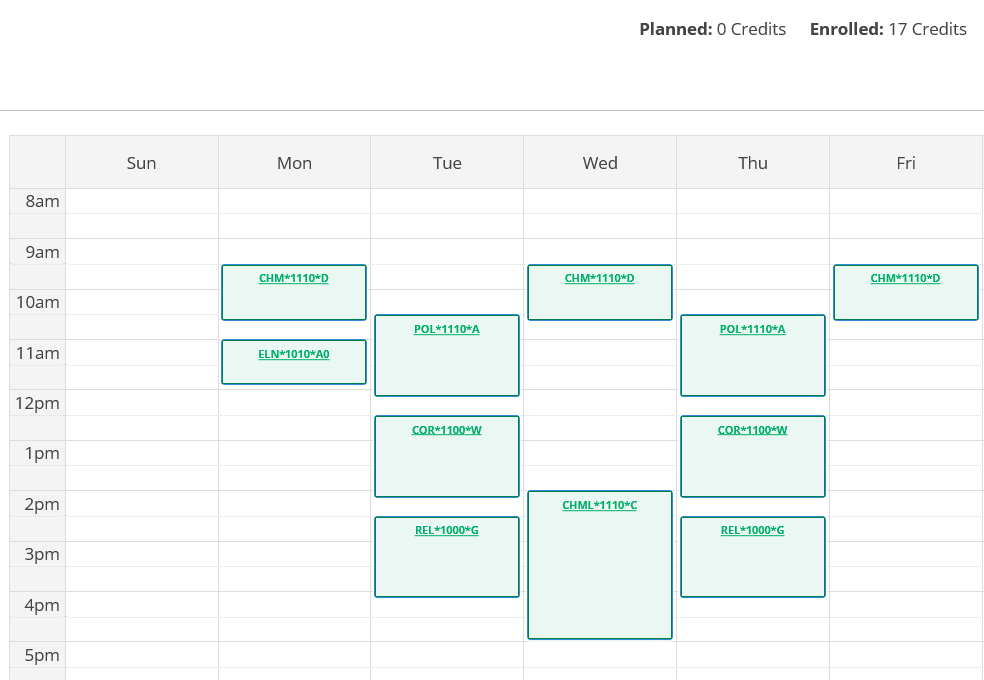 Planned: 0 Credits Enrolled: 17 Credits
Sun Mon Tue Wed Thu Fri
8am
9am
CHM*1110*D CHM*1110*D CHM*1110*D
10am
POL*1110*A POL*1110*A
11am ELN*1010*A0
12pm
COR*1100*W COR*1100*W
1pm
2pm CHML*1110*C
REL*1000*G REL*1000*G
3pm
4pm
5pm